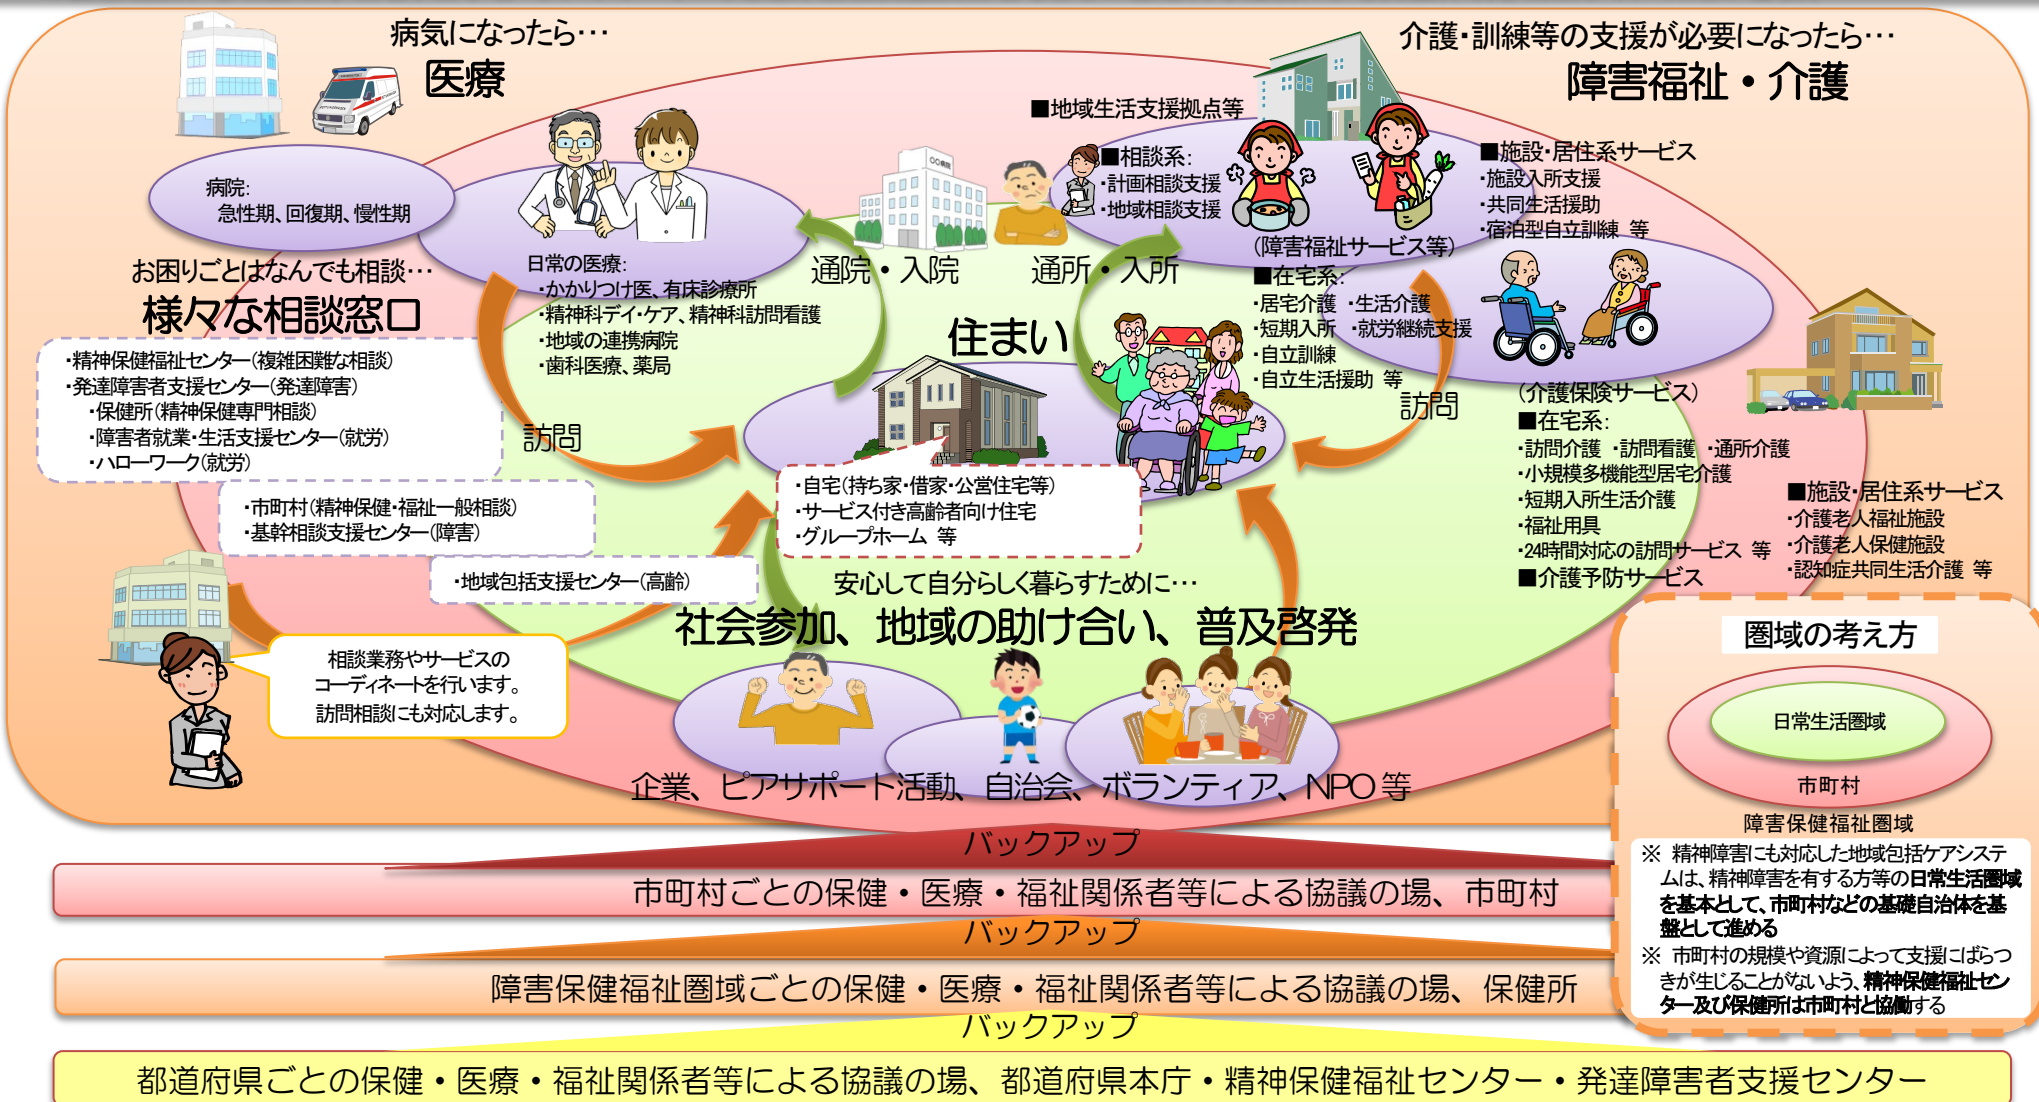 病気になったら…
医療
介護・訓練等の支援が必要になったら…
障害福祉・介護
病院:
急性期、回復期、慢性期
○○病院
日常の医療:
・かかりつけ医、有床診療所
・精神科デイ・ケア、精神科訪問看護
・地域の連携病院
・歯科医療、薬局
■地域生活支援拠点等
■相談系:
・計画相談支援
・地域相談支援
■施設・居住系サービス
・施設入所支援
・共同生活援助
・宿泊型自立訓練 等
(障害福祉サービス等)
■在宅系:
・居宅介護 ・生活介護
・短期入所 ・就労継続支援
・自立訓練
・自立生活援助 等
通院・入院
通所・入所
訪問
訪問
お困りごとはなんでも相談…
様々な相談窓口
・精神保健福祉センター(複雑困難な相談)
・発達障害者支援センター(発達障害)
・保健所(精神保健専門相談)
・障害者就業・生活支援センター(就労)
・ハローワーク(就労)
・市町村(精神保健・福祉一般相談)
・基幹相談支援センター(障害)
・地域包括支援センター(高齢)
相談業務やサービスの
コーディネートを行います。
訪問相談にも対応します。
住まい
・自宅(持ち家・借家・公営住宅等)
・サービス付き高齢者向け住宅
・グループホーム 等
(介護保険サービス)
■在宅系:
・訪問介護 ・訪問看護 ・通所介護
・小規模多機能型居宅介護
・短期入所生活介護
・福祉用具
・24時間対応の訪問サービス 等
■介護予防サービス
■施設・居住系サービス
・介護老人福祉施設
・介護老人保健施設
・認知症共同生活介護 等
安心して自分らしく暮らすために…
社会参加、地域の助け合い、普及啓発
企業、ピアサポート活動、自治会、ボランティア、NPO 等
圏域の考え方
日常生活圏域
市町村
障害保健福祉圏域
※ 精神障害にも対応した地域包括ケアシステ
ムは、精神障害を有する方等の日常生活圏域
を基本として、市町村などの基礎自治体を基
盤として進める
※ 市町村の規模や資源によって支援にばらつ
きが生じることがないよう、精神保健福祉セン
ター及び保健所は市町村と協働する
バックアップ
市町村ごとの保健・医療・福祉関係者等による協議の場、市町村
バックアップ
障害保健福祉圏域ごとの保健・医療・福祉関係者等による協議の場、保健所
バックアップ
都道府県ごとの保健・医療・福祉関係者等による協議の場、都道府県本庁・精神保健福祉センター・発達障害者支援センター